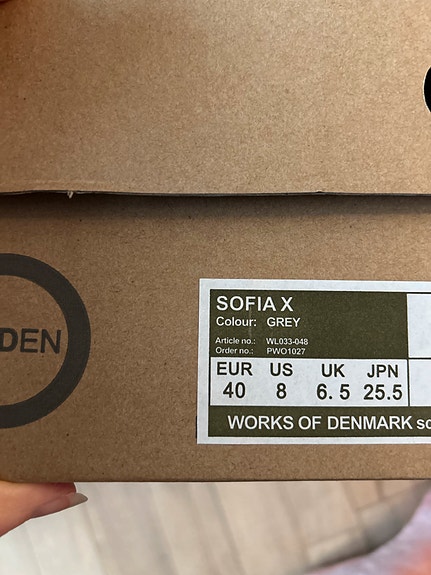 DEN
SOFIA X
Colour: GREY
Article no.: WL033-048
Order no.: PWO1027
EUR US UK JPN
40 8 6.5 25.5
WORKS OF DENMARK sc